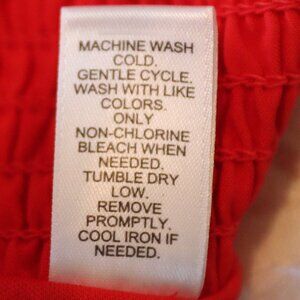 MACHINE WASH
COLD.
GENTLE CYCLE.
WASH WITH LIKE
COLORS.
ONLY
NON-CHLORINE
BLEACH WHEN
NEEDED.
TUMBLE DRY
LOW.
REMOVE
PROMPTLY.
COOL IRON IF
NEEDED.